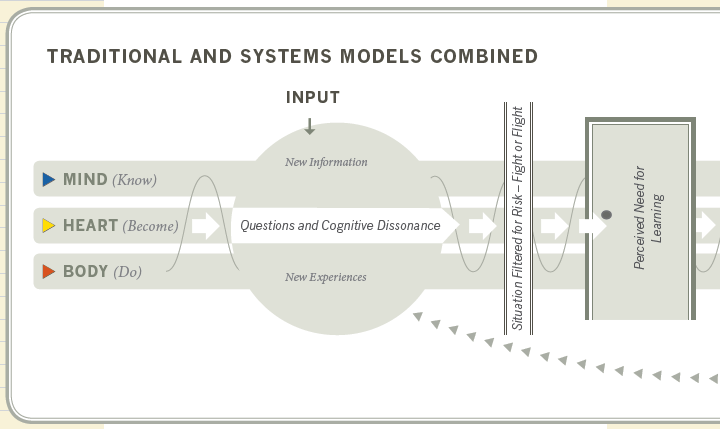 TRADITIONAL AND SYSTEMS MODELS COMBINED
INPUT
New Information
MIND (Know)
HEART (Become)
Questions and Cognitive Dissonance
BODY (Do)
New Experiences
Situation Filtered for Risk – Fight or Flight
Perceived Need for
Learning